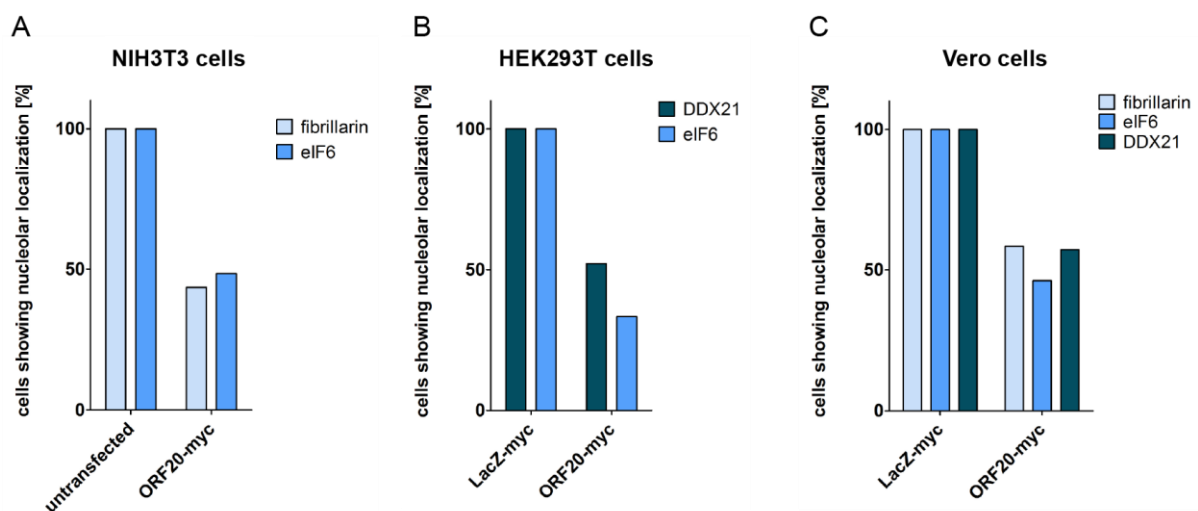 A
NIH3T3 cells
cells showing nucleolar localization [%]
100
50
0
fibrillarin
eIF6
untransfected
ORF20-myc
B
HEK293T cells
cells showing nucleolar localization [%]
100
50
0
DDX21
eIF6
LacZ-myc
ORF20-myc
C
Vero cells
cells showing nucleolar localization [%]
100
50
0
fibrillarin
eIF6
DDX21
LacZ-myc
ORF20-myc